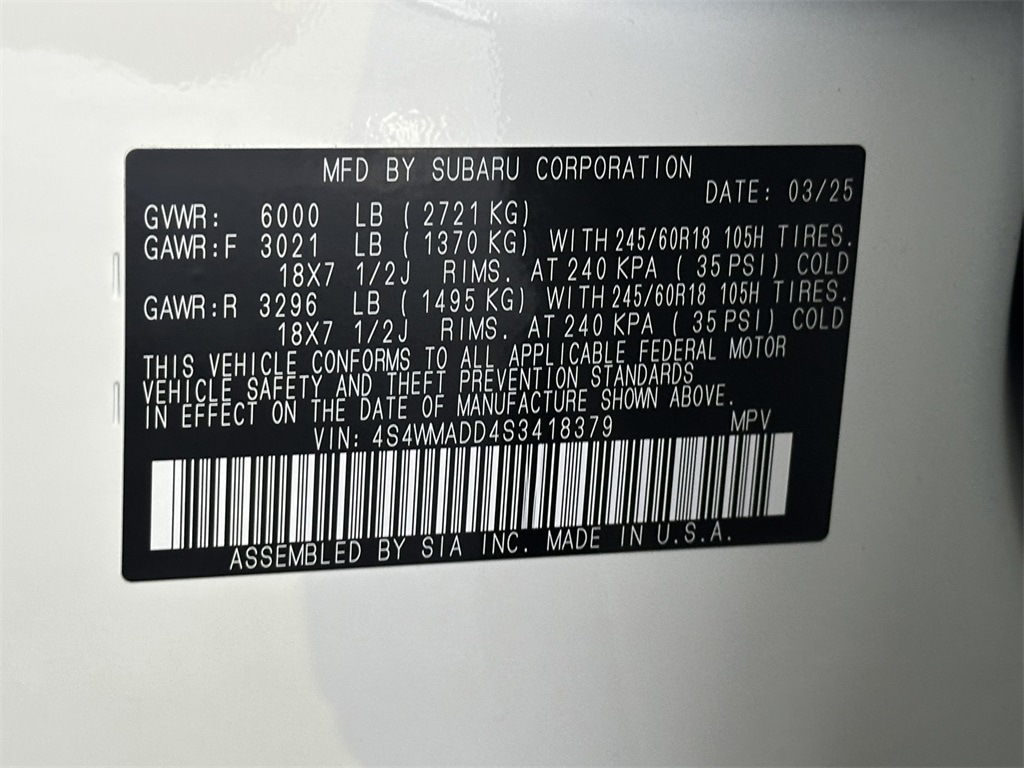 MFD BY SUBARU CORPORATION
DATE: 03/25
GVWR: 6000 LB (2721KG)
GAWR:F 3021 LB (1370KG) WITH 245/60R18 105H TIRES.
18X7 1/2J RIMS. AT 240 KPA (35 PSI) COLD
GAWR:R 3296 LB (1495 KG) WITH 245/60R18 105H TIRES.
18X7 1/2J RIMS. AT 240 KPA (35 PSI) COLD
THIS VEHICLE CONFORMS TO ALL APPLICABLE FEDERAL MOTOR
VEHICLE SAFETY AND THEFT PREVENTION STANDARDS
IN EFFECT ON THE DATE OF MANUFACTURE SHOWN ABOVE.
VIN: 4S4WMADD4S3418379 MPV
ASSEMBLED BY SIA INC. MADE IN U.S.A.